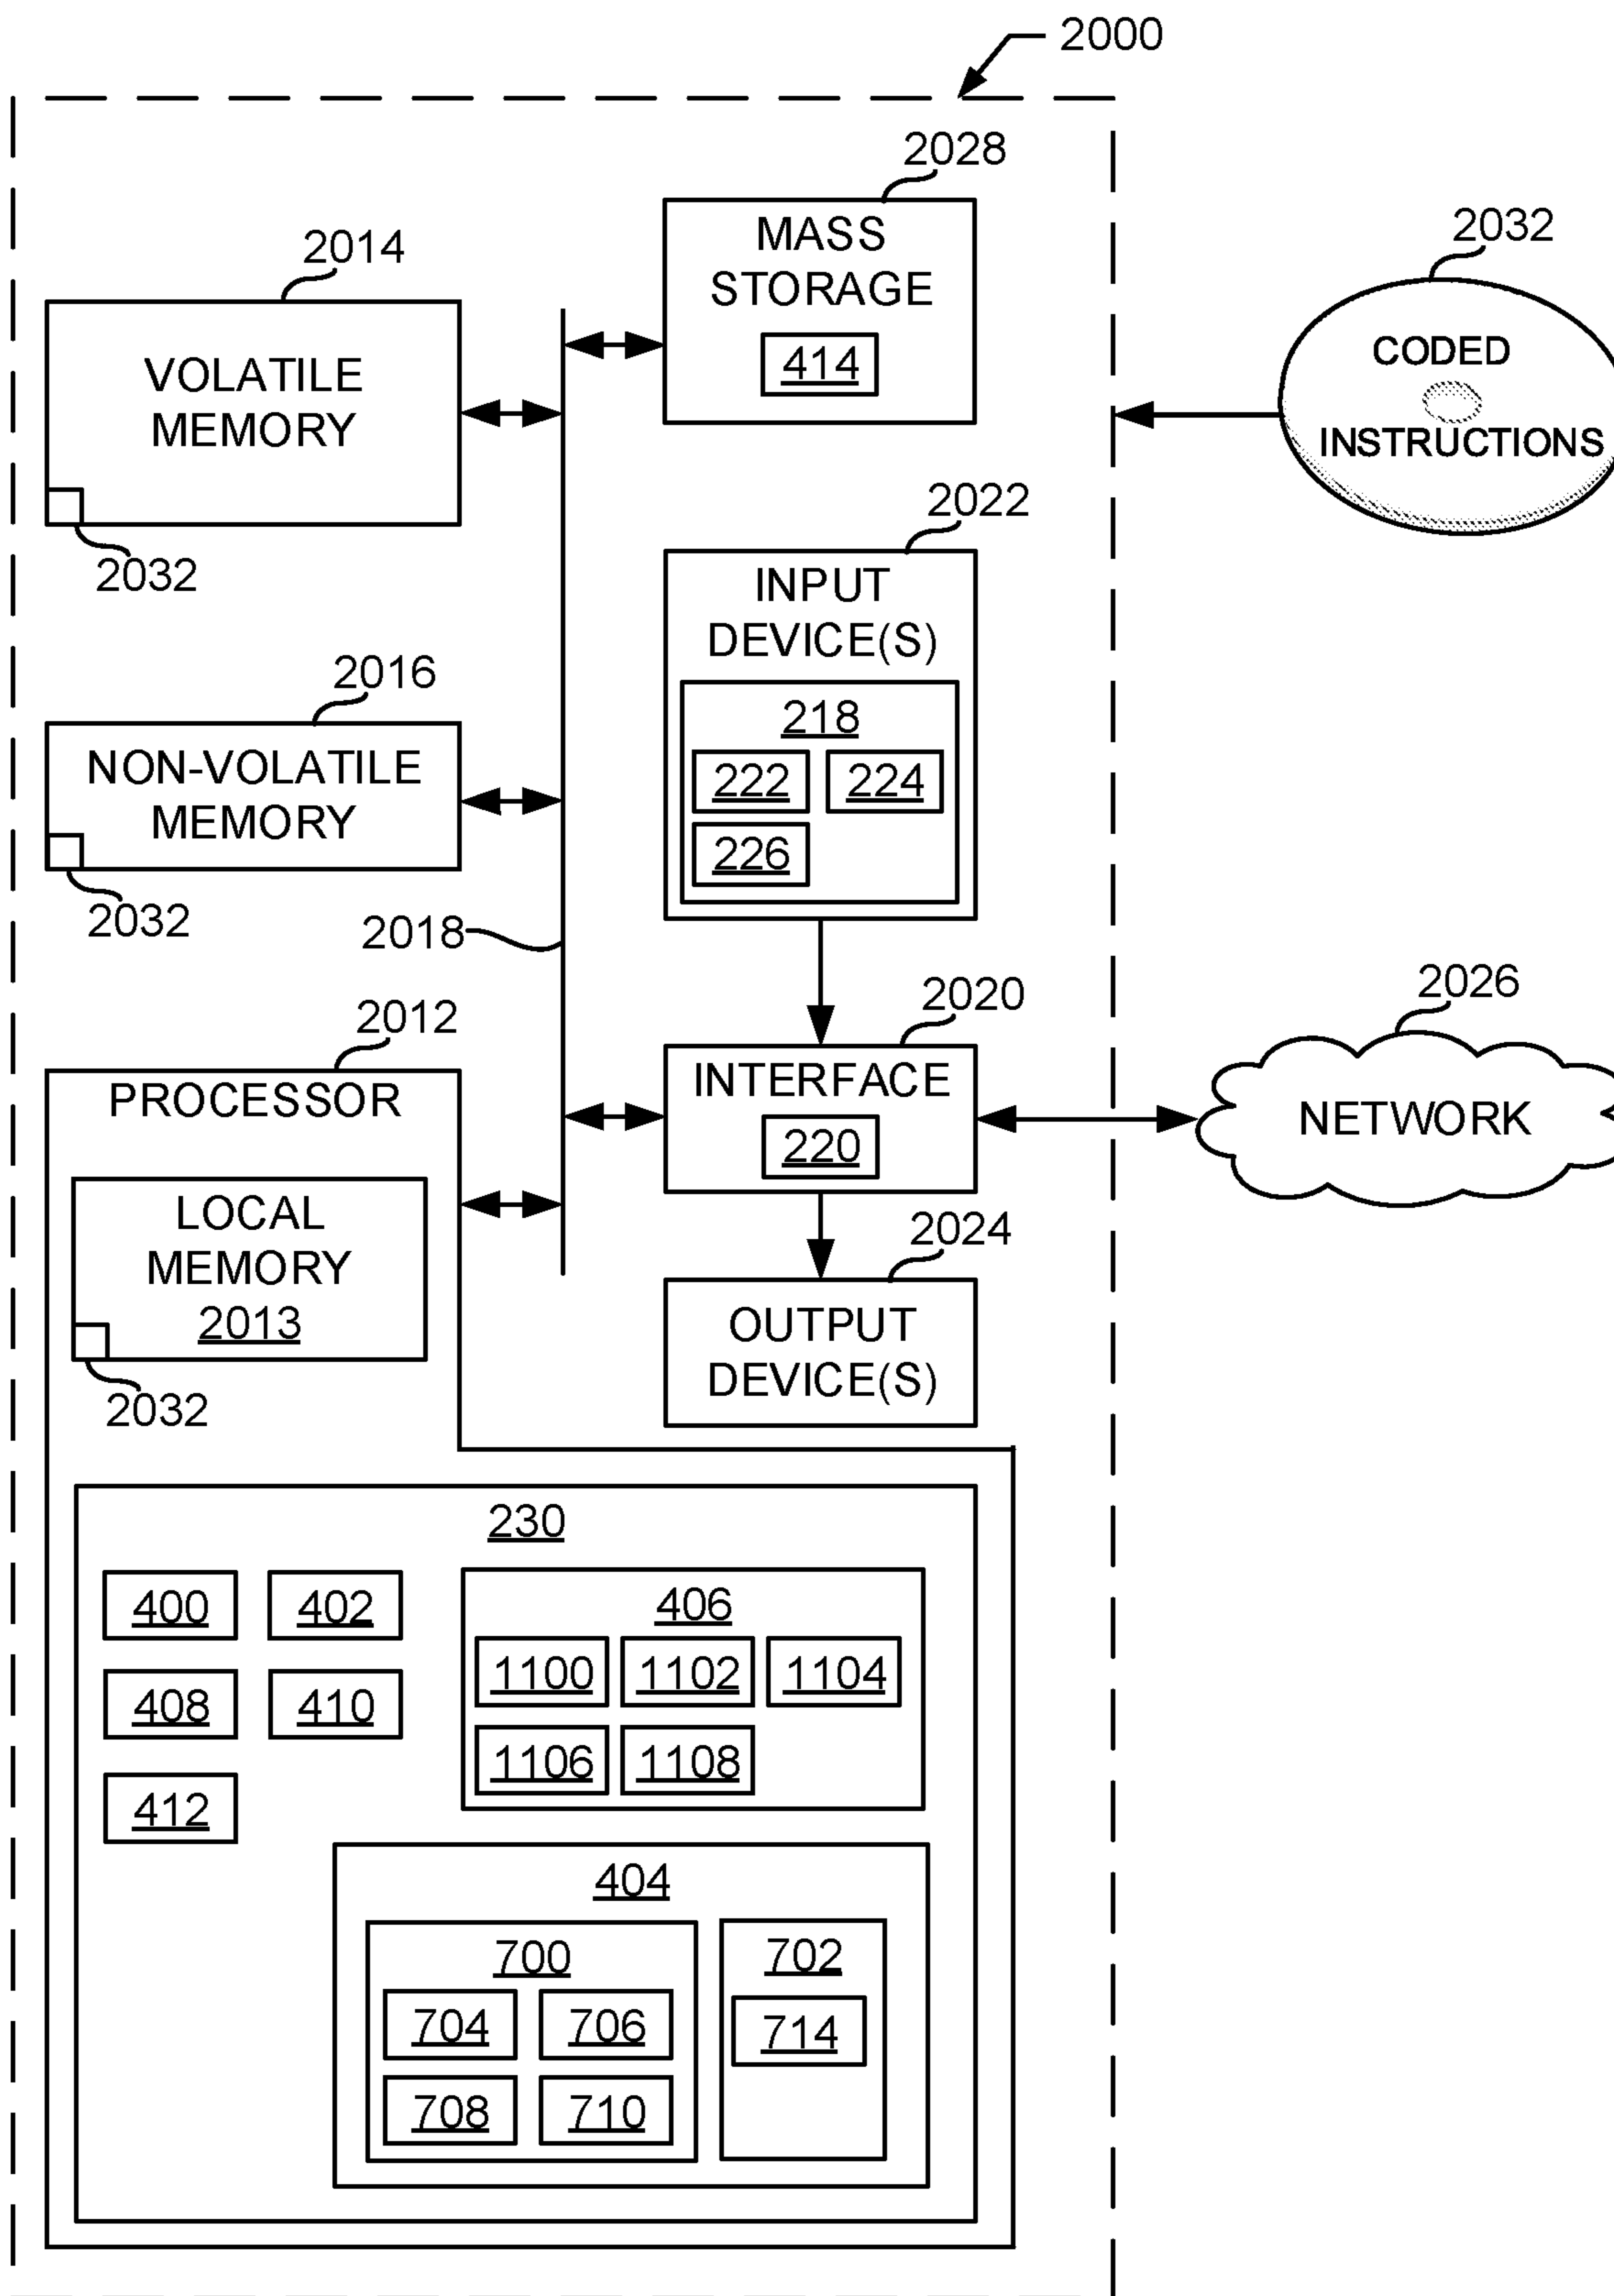 2000
2028
MASS
STORAGE
414
2014
VOLATILE
MEMORY
2032
2032
CODED
INSTRUCTIONS
2022
INPUT
DEVICE(S)
218
222 224
226
2016
NON-VOLATILE
MEMORY
2032
2018
2012
PROCESSOR
LOCAL
MEMORY
2013
2032
2020
INTERFACE
220
2026
NETWORK
2024
OUTPUT
DEVICE(S)
230
400 402
408 410
412
406
1100 1102 1104
1106 1108
404
700
704 706
708 710
702
714